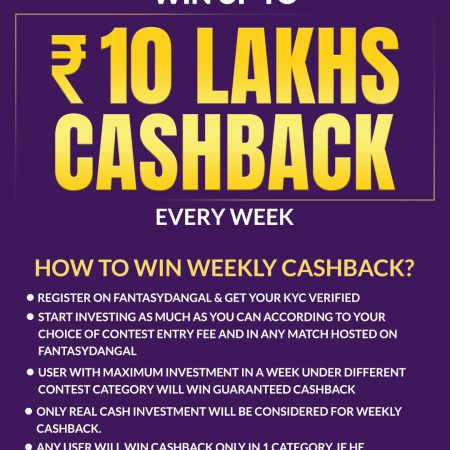 WIN UP TO
₹ 10 LAKHS
CASHBACK
EVERY WEEK
HOW TO WIN WEEKLY CASHBACK?
● REGISTER ON FANTASYDANGAL & GET YOUR KYC VERIFIED
● START INVESTING AS MUCH AS YOU CAN ACCORDING TO YOUR
CHOICE OF CONTEST ENTRY FEE AND IN ANY MATCH HOSTED ON
FANTASYDANGAL
● USER WITH MAXIMUM INVESTMENT IN A WEEK UNDER DIFFERENT
CONTEST CATEGORY WILL WIN GUARANTEED CASHBACK
● ONLY REAL CASH INVESTMENT WILL BE CONSIDERED FOR WEEKLY
CASHBACK.
● ANY USER WILL WIN CASHBACK ONLY IN 1 CATEGORY, IF HE